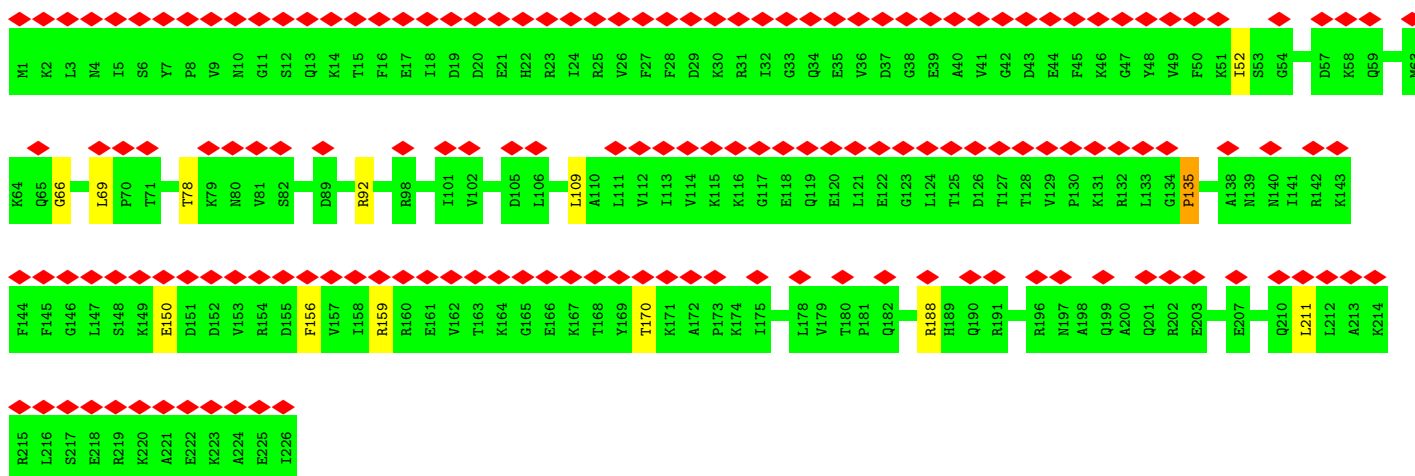 M1 K2 L3 N4 I5 S6 Y7 P8 V9 N10 G11 S12 Q13 K14 T15 F16 E17 I18 D19 D20 E21 H22 R23 I24 R25 V26 F27 F28 D29 K30 R31 I32 G33 Q34 E35 V36 D37 G38 E39 A40 V41 G42 D43 E44 F45 K46 G47 Y48 V49 F50 K51 I52 S53 G54 D57 K58 Q59 M63
K64 Q65 G66 L69 P70 T71 T78 K79 N80 V81 S82 D89 R92 R98 I101 V102 D105 L106 L109 A110 L111 V112 I113 V114 K115 K116 G117 E118 Q119 E120 L121 E122 G123 L124 T125 D126 T127 T128 V129 P130 K131 R132 L133 G134 P135 A138 N139 N140 I141 R142 K143
F144 F145 G146 L147 S148 K149 E150 D151 D152 V153 R154 D155 F156 V157 I158 R159 R160 E161 V162 T163 K164 G165 E166 K167 T168 Y169 T170 K171 A172 P173 K174 I175 L178 V179 T180 P181 Q182 R188 H189 Q190 R191 R196 N197 A198 Q199 A200 Q201 R202 E203 E207 Q210 L211 L212 A213 K214
R215 L216 S217 E218 R219 K220 A221 E222 K223 A224 E225 I226